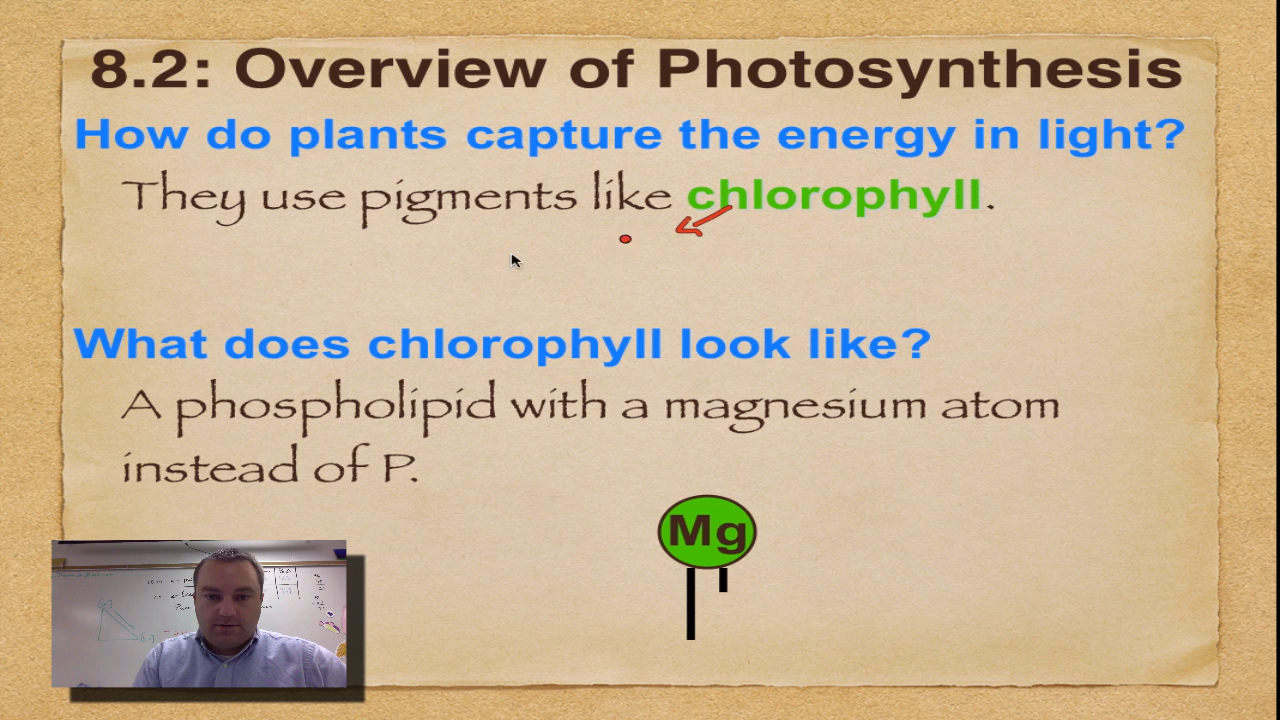 8.2: Overview of Photosynthesis
How do plants capture the energy in light?
They use pigments like chlorophyll.
What does chlorophyll look like?
A phospholipid with a magnesium atom
instead of P.
Mg